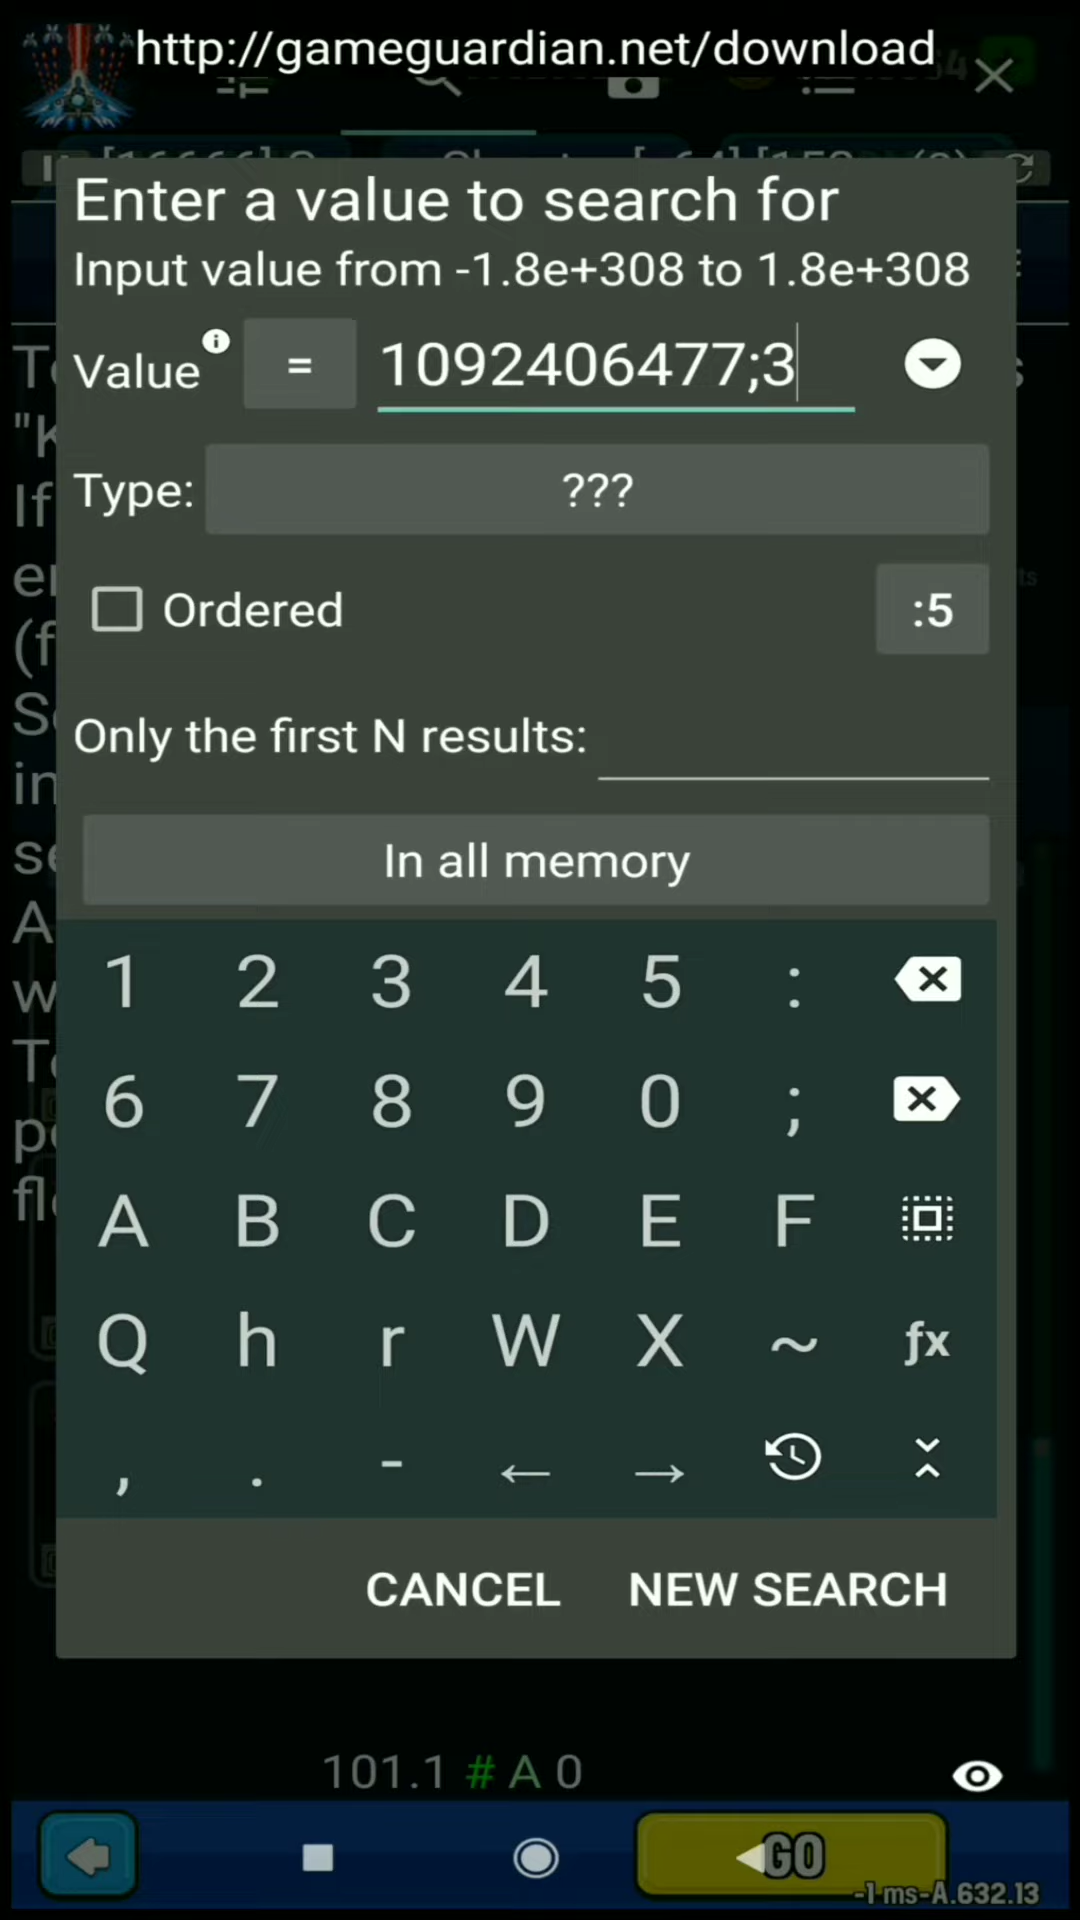 http://gameguardian.net/download
Enter a value to search for
Input value from -1.8e+308 to 1.8e+308
Value = 1092406477;3
Type: ???
Ordered :5
Only the first N results:
In all memory
1 2 3 4 5 :
6 7 8 9 0 ;
A B C D E F
Q h r W X ~ fx
, . - ← →
CANCEL NEW SEARCH
101.1 # A 0
GO
-1 ms-A.632.13